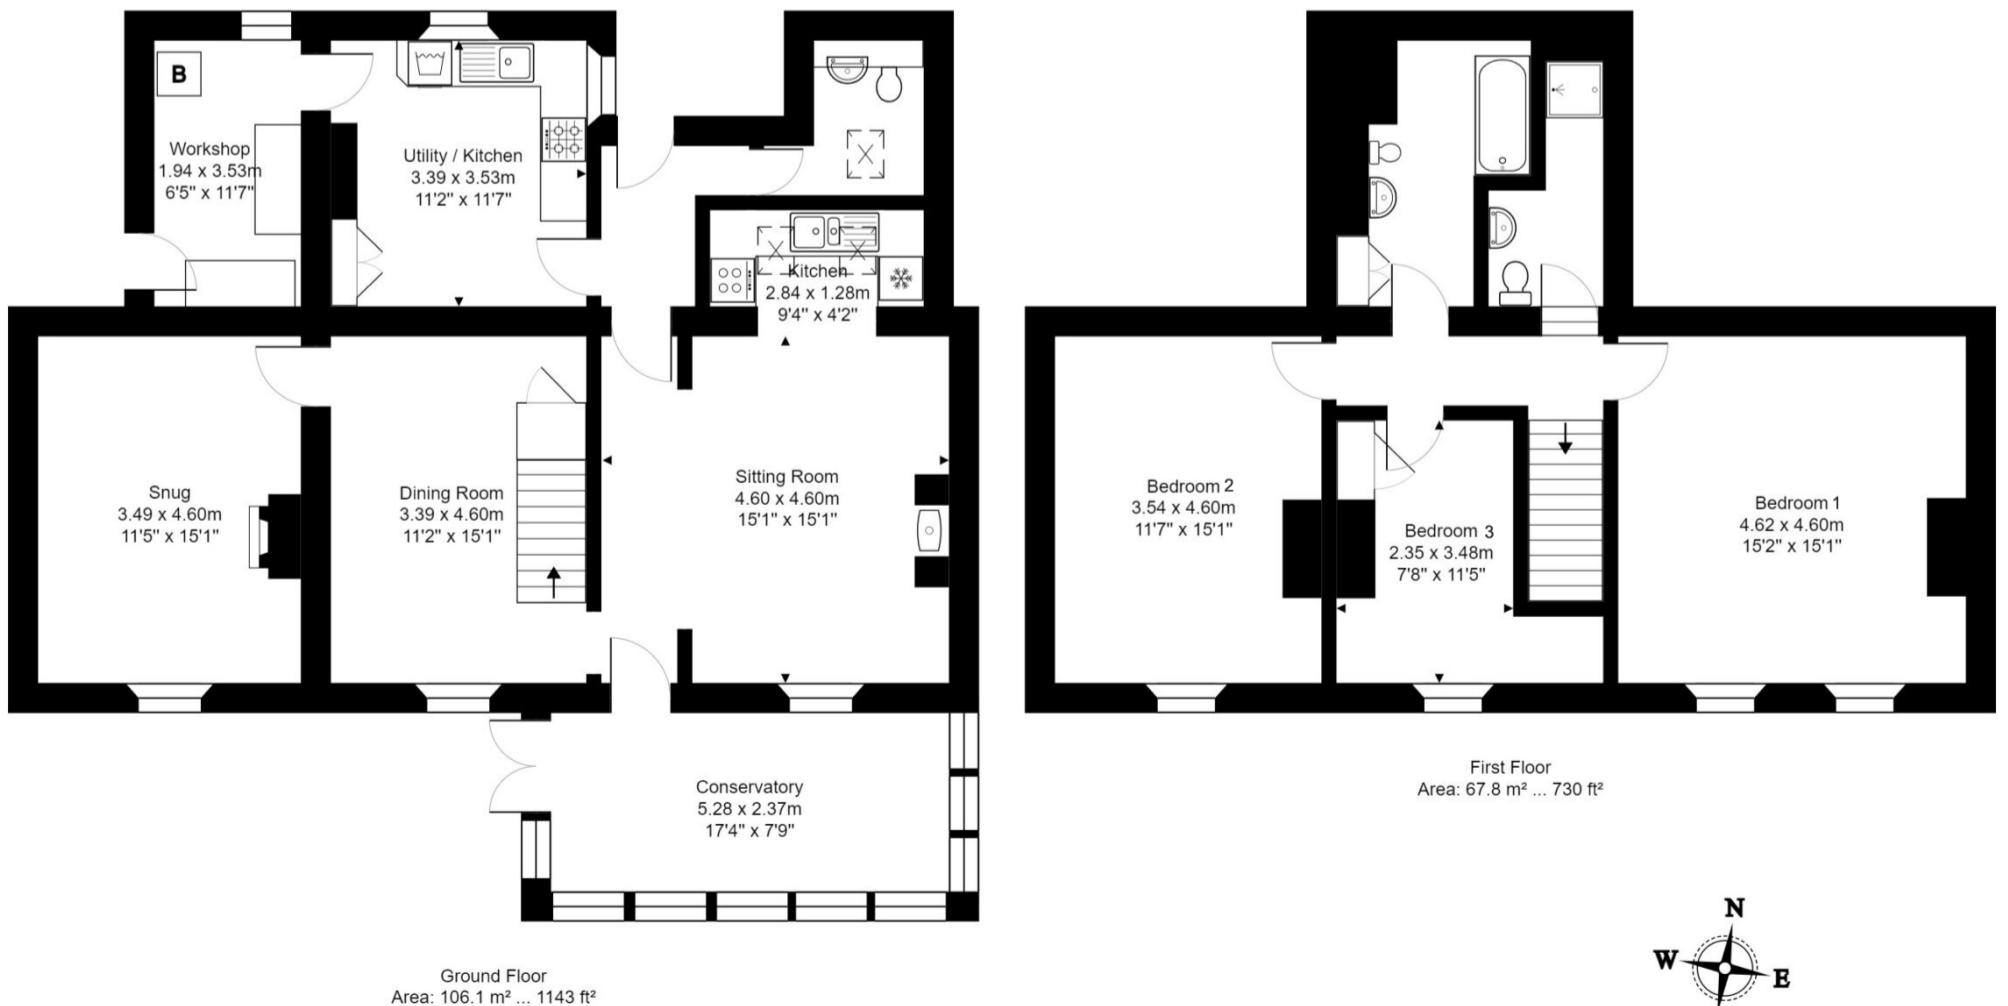 B
Workshop
1.94 x 3.53m
6'5" x 11'7"
Utility / Kitchen
3.39 x 3.53m
11'2" x 11'7"
Kitchen
2.84 x 1.28m
9'4" x 4'2"
Snug
3.49 x 4.60m
11'5" x 15'1"
Dining Room
3.39 x 4.60m
11'2" x 15'1"
Sitting Room
4.60 x 4.60m
15'1" x 15'1"
Conservatory
5.28 x 2.37m
17'4" x 7'9"
Ground Floor
Area: 106.1 m² ... 1143 ft²
Bedroom 2
3.54 x 4.60m
11'7" x 15'1"
Bedroom 3
2.35 x 3.48m
7'8" x 11'5"
Bedroom 1
4.62 x 4.60m
15'2" x 15'1"
First Floor
Area: 67.8 m² ... 730 ft²
N
W
E